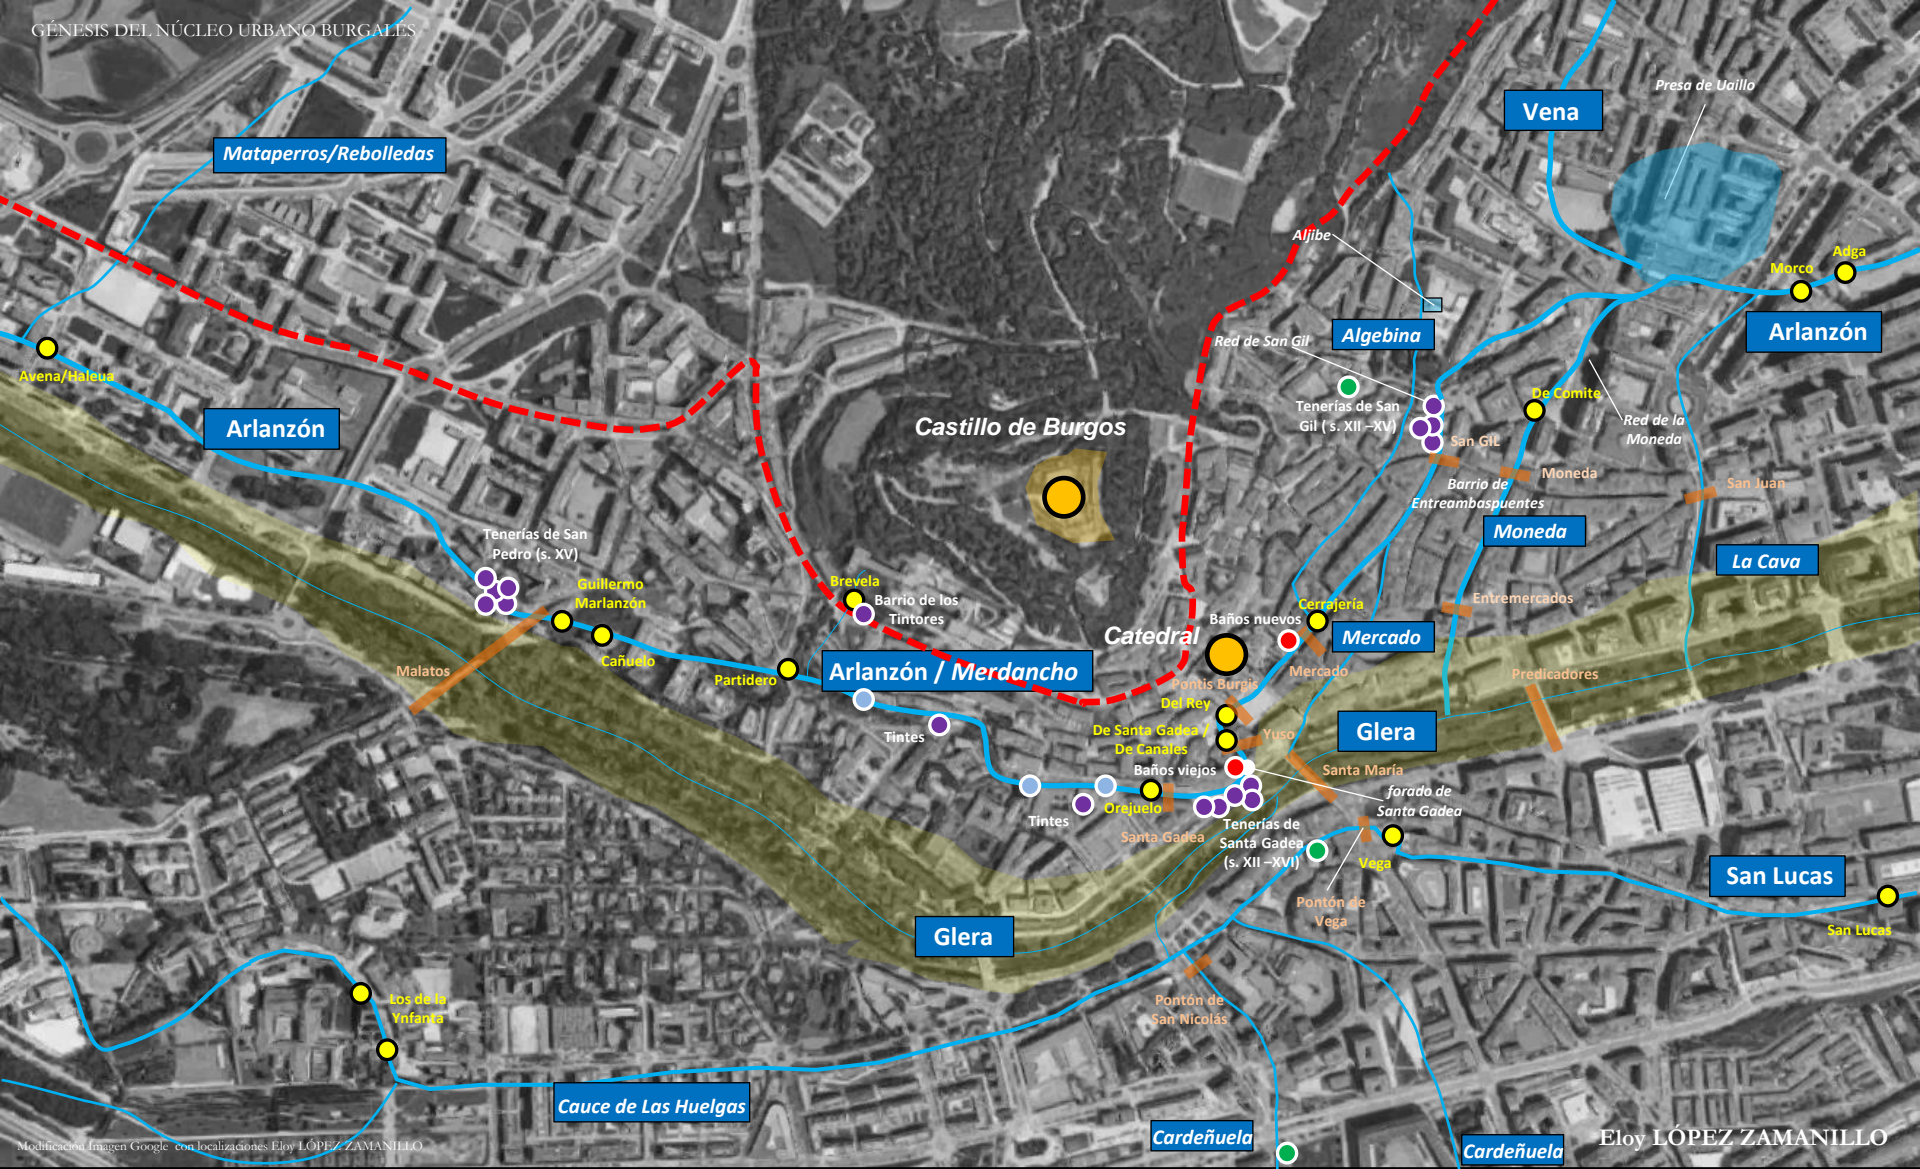 GÉNESIS DEL NÚCLEO URBANO BURGALÉS
Presa de Uaillo
Vena
Mataperros/Rebolledas
Aljibe
Adga
Morco
Arlanzón
Algebina
Red de San Gil
Avena/Haleua
De Comite
Tenerías de San
Gil ( s. XII –XV)
Arlanzón
Castillo de Burgos
Red de la
Moneda
San GIL
Moneda
Barrio de
Entreambaspuentes
San Juan
Moneda
Tenerías de San
Pedro (s. XV)
La Cava
Guillermo
Marlanzón
Brevela
Barrio de los
Tintores
Entremercados
Cerrajería
Baños nuevos
Catedral
Mercado
Cañuelo
Malatos
Partidero
Arlanzón / Merdancho
Mercado
Predicadores
Pontis Burgis
Del Rey
De Santa Gadea /
De Canales
Yuso
Glera
Tintes
Baños viejos
Santa María
forado de
Santa Gadea
Orejuelo
Tintes
Santa Gadea
Tenerías de
Santa Gadea
(s. XII –XVI)
Vega
San Lucas
Pontón de
Vega
San Lucas
Glera
Los de la
Ynfanta
Pontón de
San Nicolás
Cauce de Las Huelgas
Cardeñuela
Cardeñuela
Modificación Imagen Google con localizaciones Eloy LÓPEZ ZAMANILLO
Eloy LÓPEZ ZAMANILLO